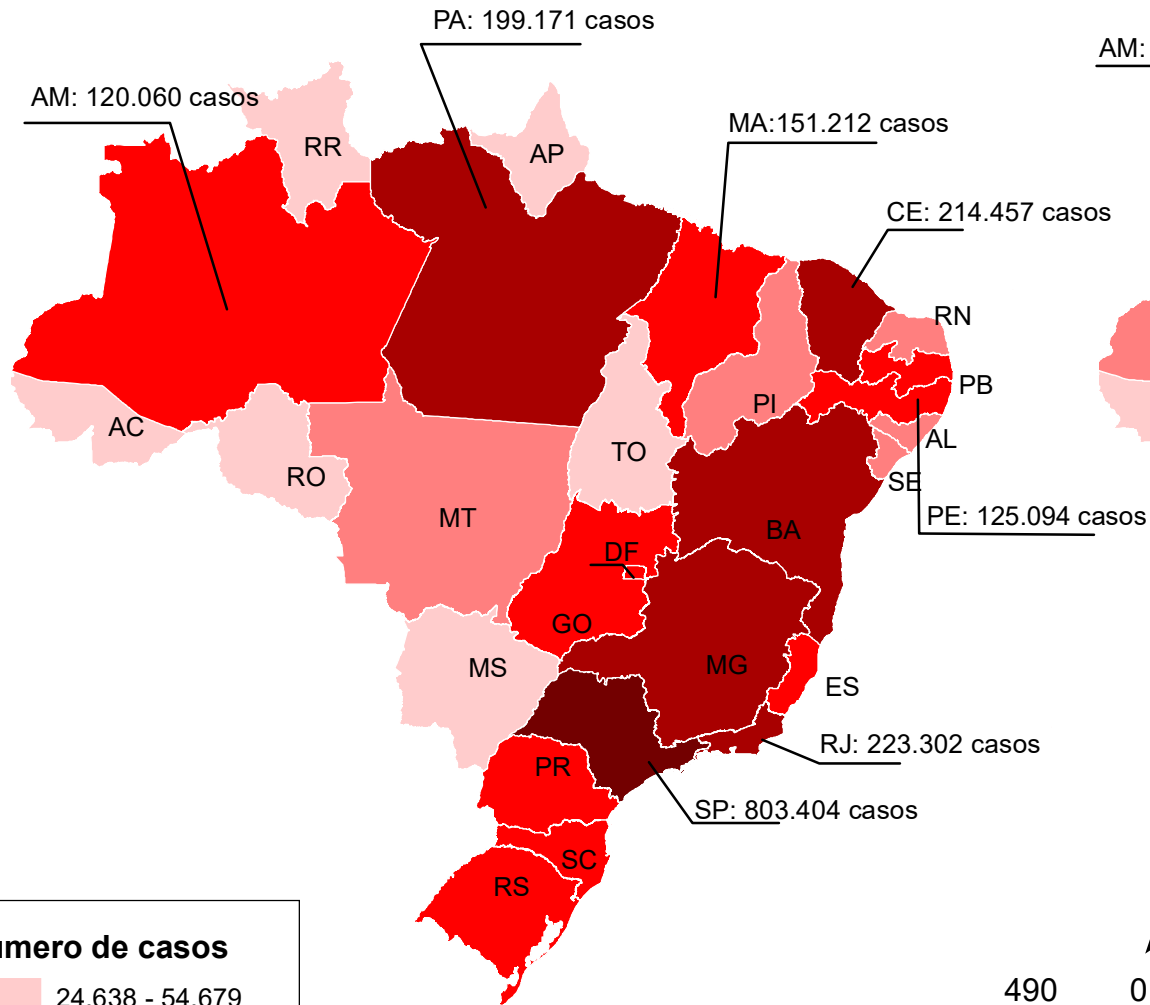 PA: 199.171 casos
AM:
AM: 120.060 casos
MA:151.212 casos
RR
AP
CE: 214.457 casos
RN
PB
PI
AC
AL
TO
RO
SE
MT
PE: 125.094 casos
BA
DF
GO
MG
MS
ES
RJ: 223.302 casos
PR
SP: 803.404 casos
SC
RS
úmero de casos
24.638 - 54.679
490 0